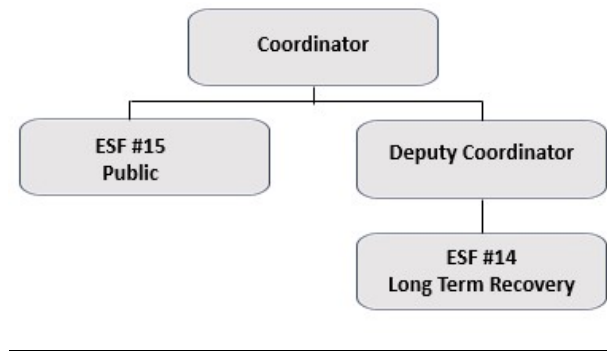 Coordinator
ESF #15
Public
Deputy Coordinator
ESF #14
Long Term Recovery